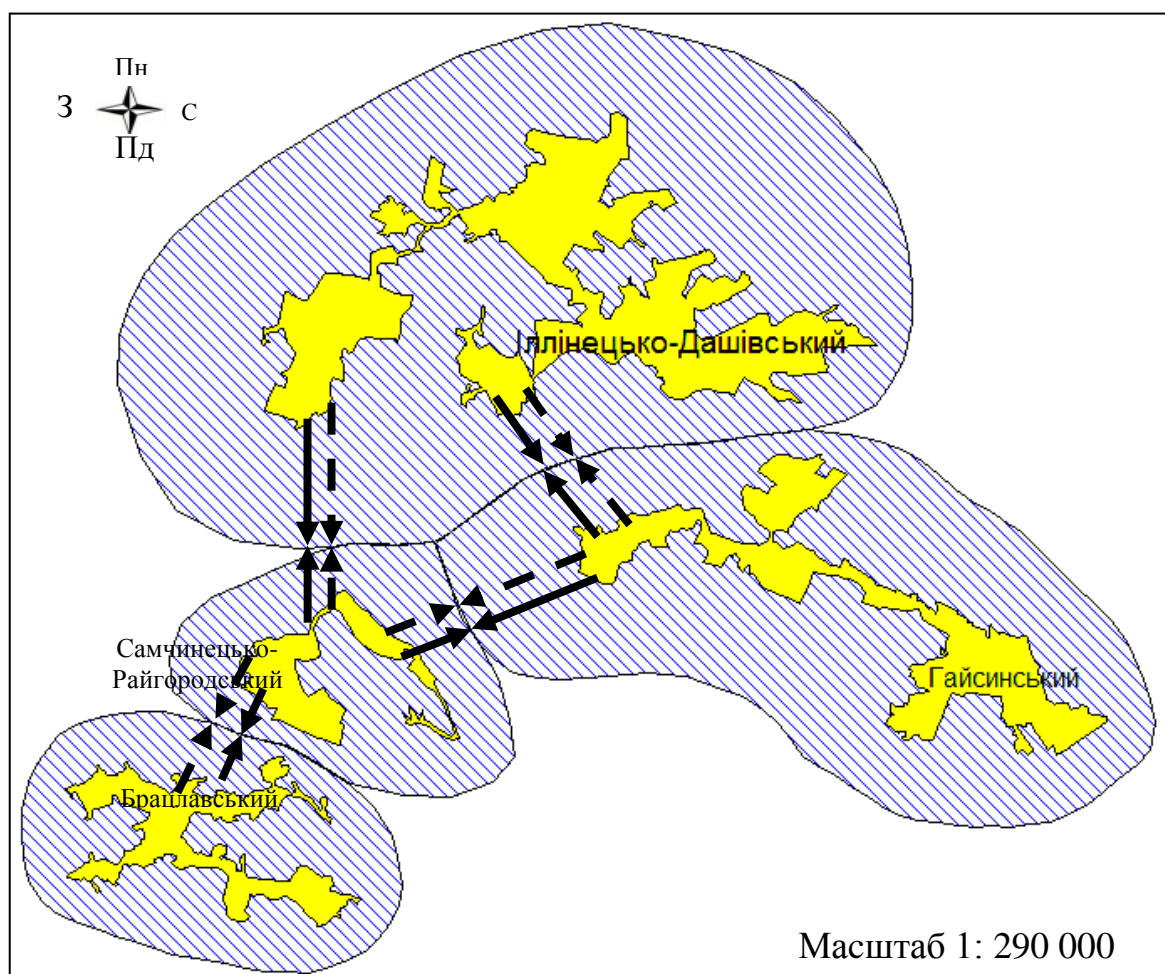 Пн
З
С
Пд
Іллінецько-Дашівський
Самчинецько-
Райгородський
Гайсинський
Брацлавський
Масштаб 1: 290 000